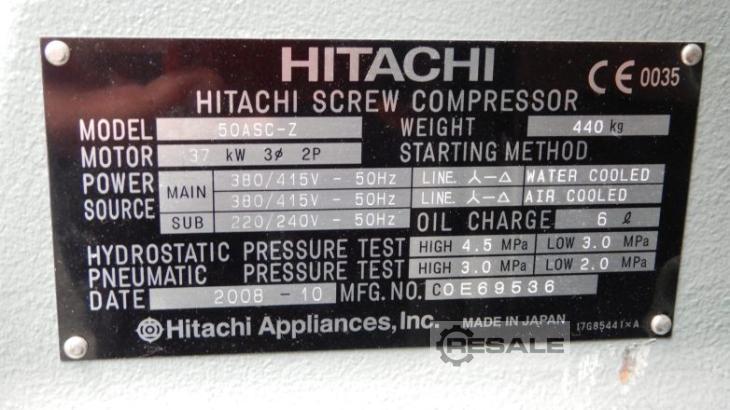 HITACHI
CE 0035
HITACHI SCREW COMPRESSOR
MODEL 50ASC-Z WEIGHT 440 kg
MOTOR 37 kW 3ø 2P STARTING METHOD
POWER SOURCE MAIN 380/415V - 50Hz LINE. 人-△ WATER COOLED
380/415V - 50Hz LINE. 人-△ AIR COOLED
SUB 220/240V - 50Hz OIL CHARGE 6 ℓ
HYDROSTATIC PRESSURE TEST HIGH 4.5 MPa LOW 3.0 MPa
PNEUMATIC PRESSURE TEST HIGH 3.0 MPa LOW 2.0 MPa
DATE 2008 - 10 MFG.NO. COE69536
Hitachi Appliances, Inc. MADE IN JAPAN 17G85441×A
RESALE